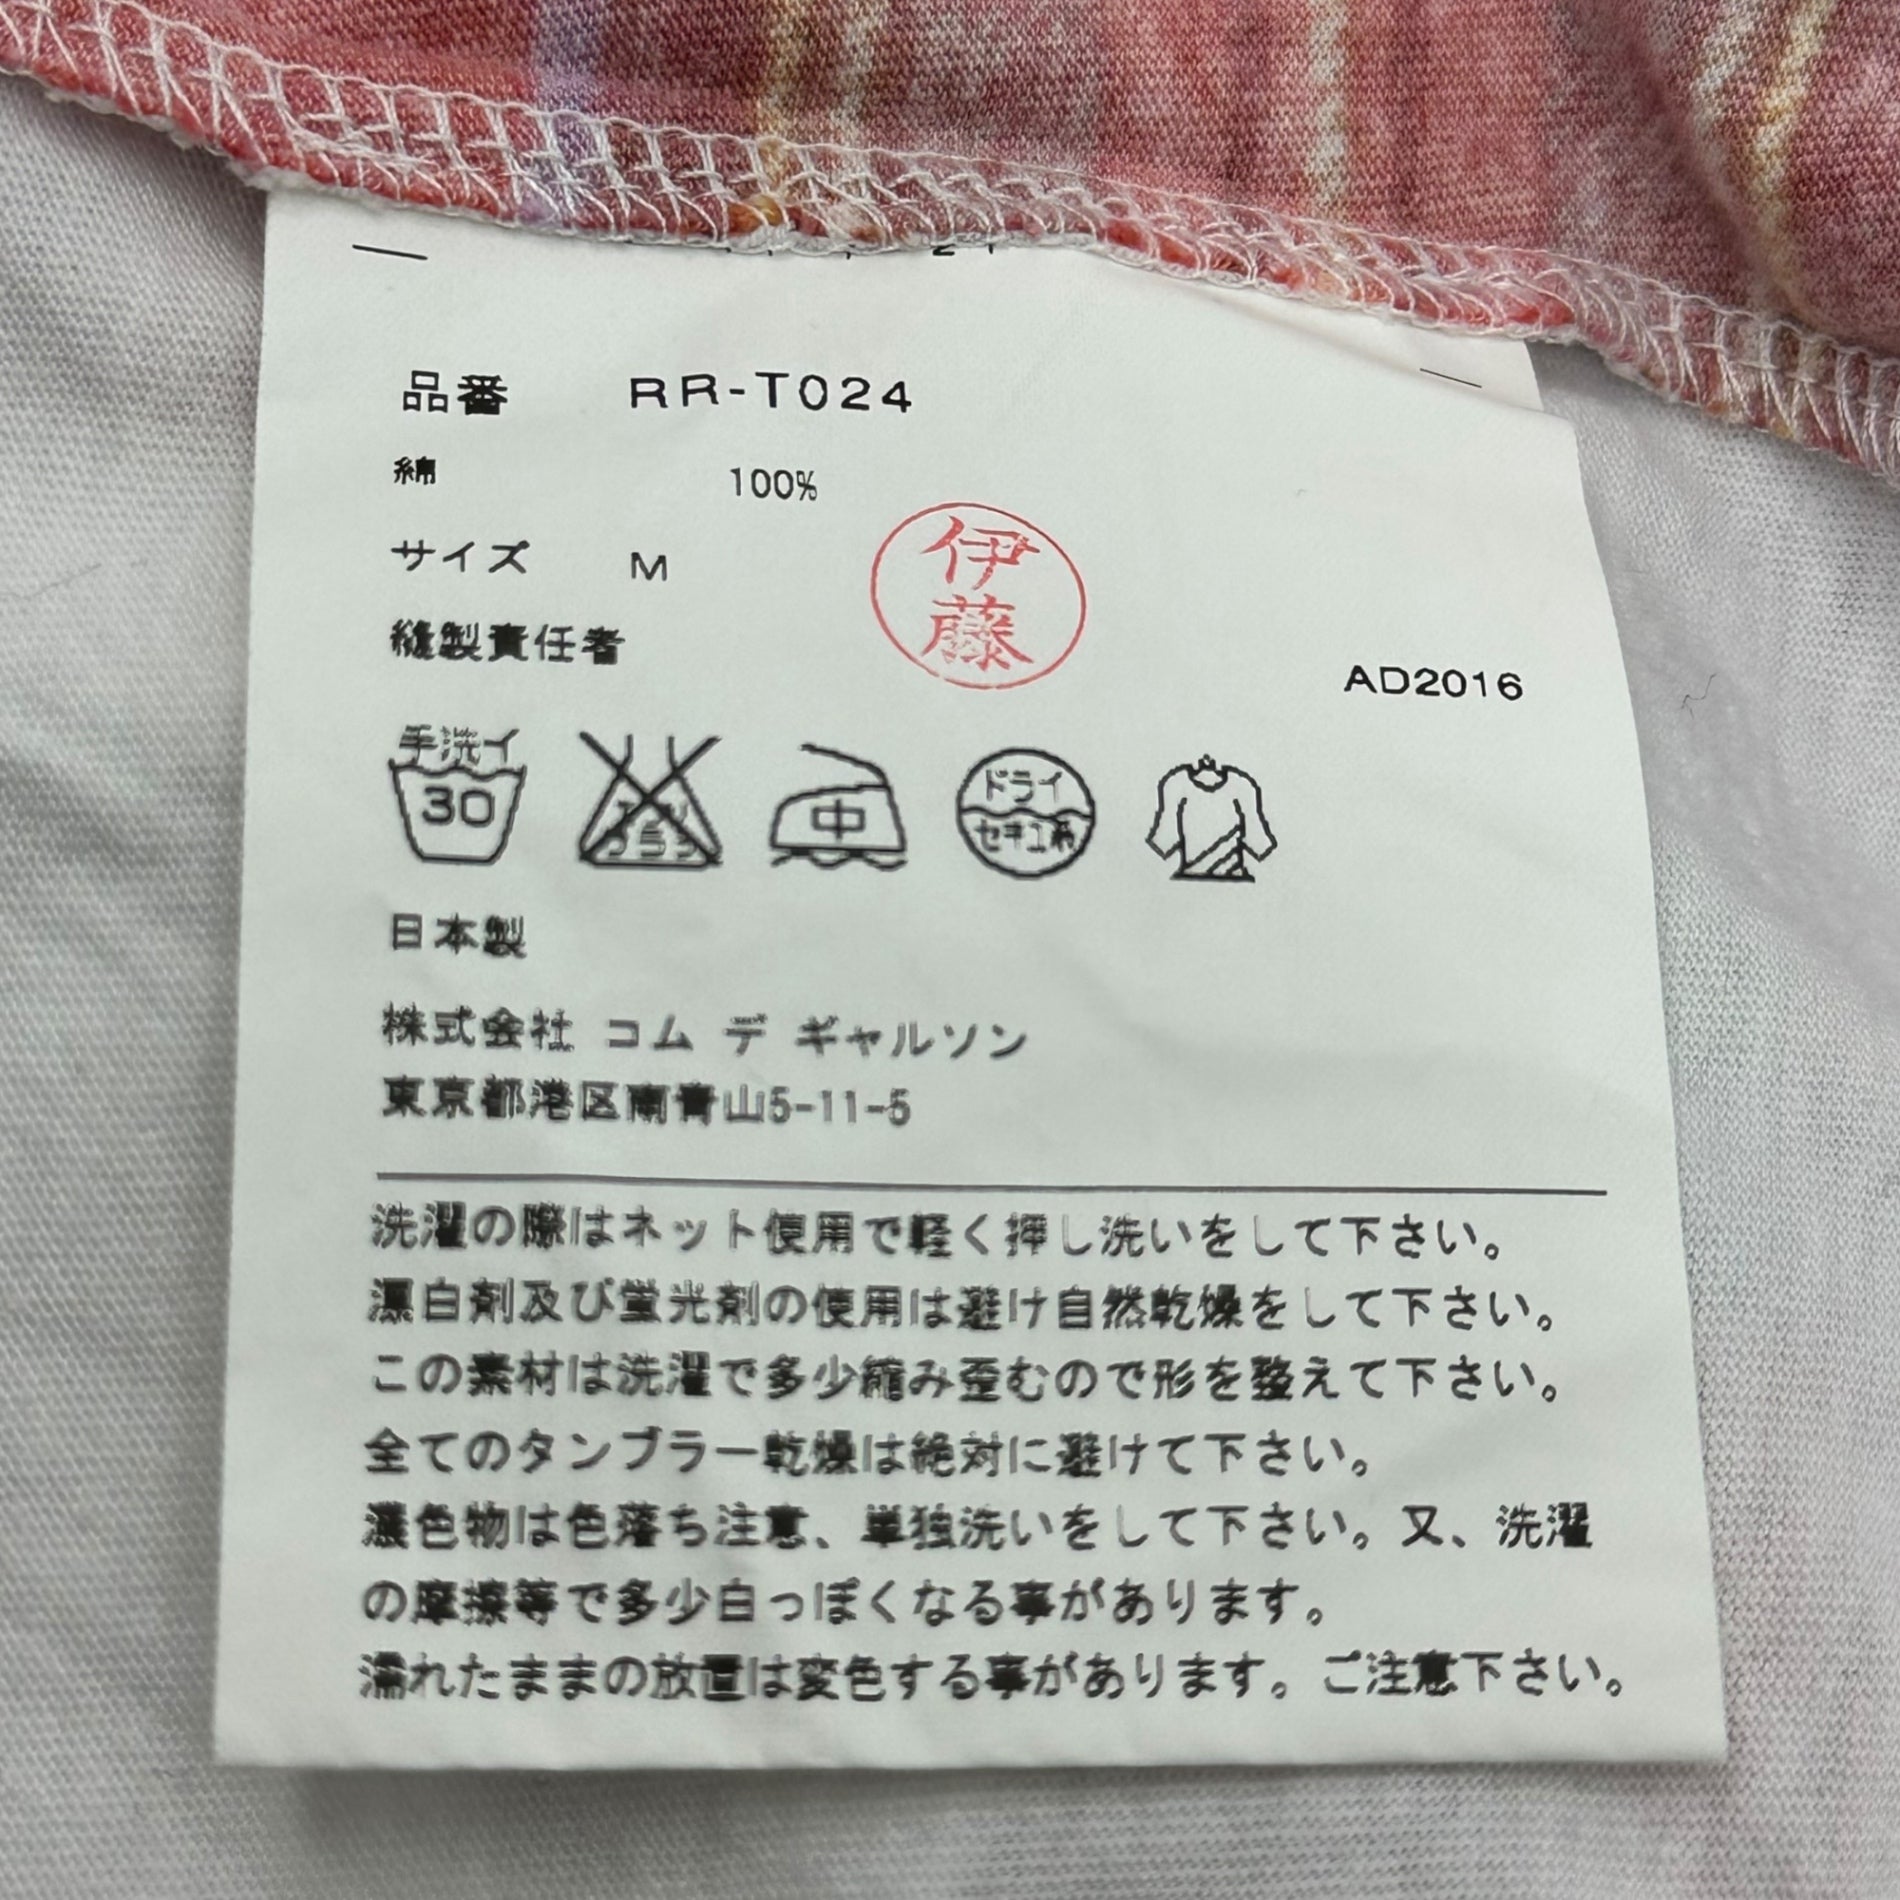 品番 RR-T024
綿 100%
サイズ M
伊藤
縫製責任者
AD2016
手洗イ
30
エンソ
サラシ
中
ドライ
セキユ系
日本製
株式会社 コム デ ギャルソン
東京都港区南青山5-11-5
洗濯の際はネット使用で軽く押し洗いをして下さい。
漂白剤及び蛍光剤の使用は避け自然乾燥をして下さい。
この素材は洗濯で多少縮み歪むので形を整えて下さい。
全てのタンブラー乾燥は絶対に避けて下さい。
濃色物は色落ち注意、単独洗いをして下さい。又、洗濯
の摩擦等で多少白っぽくなる事があります。
濡れたままの放置は変色する事があります。ご注意下さい。